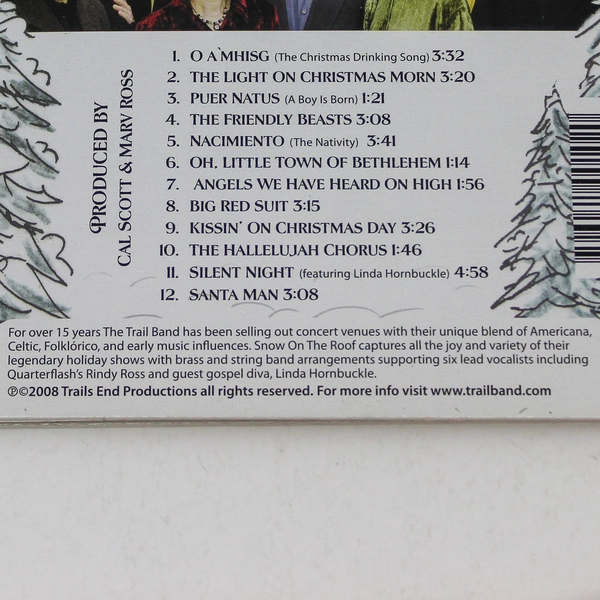 PRODUCED BY
CAL SCOTT & MARV ROSS
1. O A`MHISG (The Christmas Drinking Song) 3:32
2. THE LIGHT ON CHRISTMAS MORN 3:20
3. PUER NATUS (A Boy Is Born) 1:21
4. THE FRIENDLY BEASTS 3:08
5. NACIMIENTO (The Nativity) 3:41
6. OH, LITTLE TOWN OF BETHLEHEM 1:14
7. ANGELS WE HAVE HEARD ON HIGH 1:56
8. BIG RED SUIT 3:15
9. KISSIN' ON CHRISTMAS DAY 3:26
10. THE HALLELUJAH CHORUS 1:46
11. SILENT NIGHT (featuring Linda Hornbuckle) 4:58
12. SANTA MAN 3:08
For over 15 years The Trail Band has been selling out concert venues with their unique blend of Americana,
Celtic, Folklórico, and early music influences. Snow On The Roof captures all the joy and variety of their
legendary holiday shows with brass and string band arrangements supporting six lead vocalists including
Quarterflash's Rindy Ross and guest gospel diva, Linda Hornbuckle.
℗©2008 Trails End Productions all rights reserved. For more info visit www.trailband.com